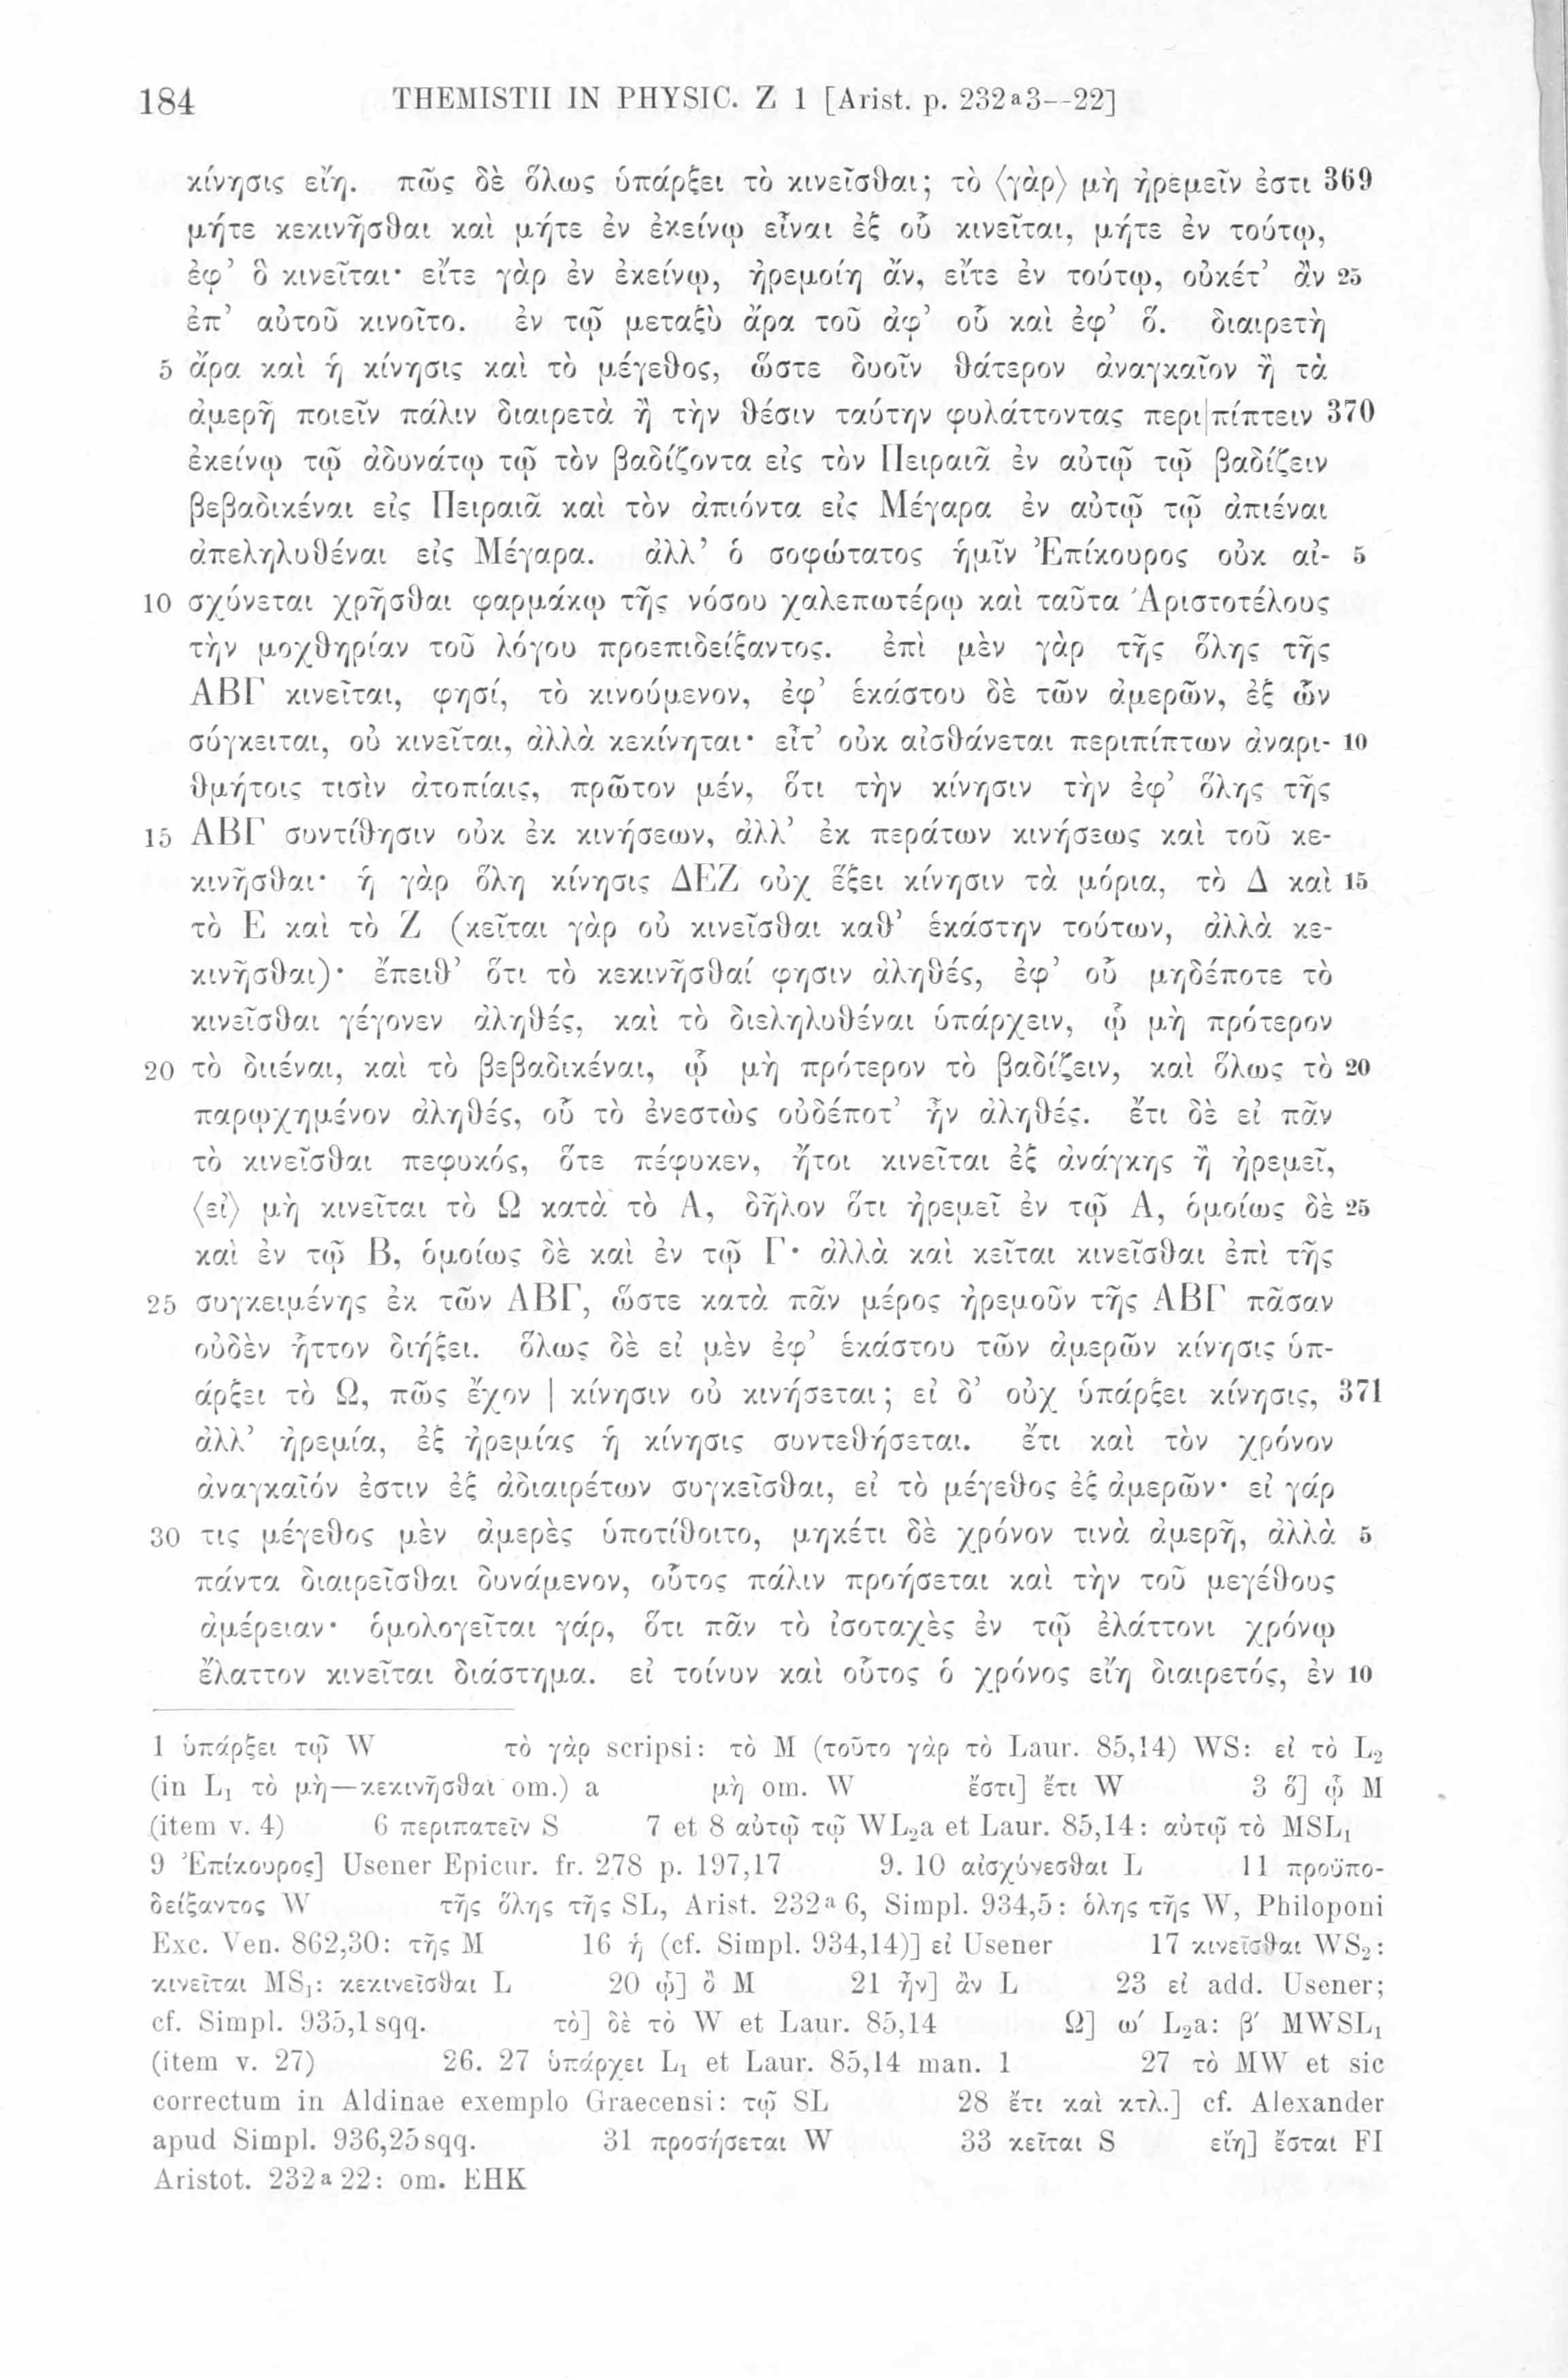 184 THEMISTII IN PHYSIC. Z 1 [Arist. p. 232ᵃ3--22]
κίνησις εἴη. πῶς δὲ ὅλως ὑπάρξει τὸ κινεῖσθαι; τὸ ⟨γὰρ⟩ μὴ ἠρεμεῖν ἐστι 369
μήτε κεκινῆσθαι καὶ μήτε ἐν ἐκείνῳ εἶναι ἐξ οὗ κινεῖται, μήτε ἐν τούτῳ,
ἐφ’ ὃ κινεῖται· εἴτε γὰρ ἐν ἐκείνῳ, ἠρεμοίη ἄν, εἴτε ἐν τούτῳ, οὐκέτ’ ἂν 25
ἐπ’ αὐτοῦ κινοῖτο. ἐν τῷ μεταξὺ ἄρα τοῦ ἀφ’ οὗ καὶ ἐφ’ ὅ. διαιρετὴ
5 ἄρα καὶ ἡ κίνησις καὶ τὸ μέγεθος, ὥστε δυοῖν θάτερον ἀναγκαῖον ἢ τὰ
ἀμερῆ ποιεῖν πάλιν διαιρετὰ ἢ τὴν θέσιν ταύτην φυλάττοντας περι|πίπτειν 370
ἐκείνῳ τῷ ἀδυνάτῳ τῷ τὸν βαδίζοντα εἰς τὸν Πειραιᾶ ἐν αὐτῷ τῷ βαδίζειν
βεβαδικέναι εἰς Πειραιᾶ καὶ τὸν ἀπιόντα εἰς Μέγαρα ἐν αὐτῷ τῷ ἀπιέναι
ἀπεληλυθέναι εἰς Μέγαρα. ἀλλ’ ὁ σοφώτατος ἡμῖν Ἐπίκουρος οὐκ αἰ- 5
10 σχύνεται χρῆσθαι φαρμάκῳ τῆς νόσου χαλεπωτέρῳ καὶ ταῦτα Ἀριστοτέλους
τὴν μοχθηρίαν τοῦ λόγου προεπιδείξαντος. ἐπὶ μὲν γὰρ τῆς ὅλης τῆς
ΑΒΓ κινεῖται, φησί, τὸ κινούμενον, ἐφ’ ἑκάστου δὲ τῶν ἀμερῶν, ἐξ ὧν
σύγκειται, οὐ κινεῖται, ἀλλὰ κεκίνηται· εἶτ’ οὐκ αἰσθάνεται περιπίπτων ἀναρι- 10
θμήτοις τισὶν ἀτοπίαις, πρῶτον μέν, ὅτι τὴν κίνησιν τὴν ἐφ’ ὅλης τῆς
15 ΑΒΓ συντίθησιν οὐκ ἐκ κινήσεων, ἀλλ’ ἐκ περάτων κινήσεως καὶ τοῦ κε-
κινῆσθαι· ἡ γὰρ ὅλη κίνησις ΔΕΖ οὐχ ἕξει κίνησιν τὰ μόρια, τὸ Δ καὶ 15
τὸ Ε καὶ τὸ Ζ (κεῖται γὰρ οὐ κινεῖσθαι καθ’ ἑκάστην τούτων, ἀλλὰ κε-
κινῆσθαι)· ἔπειθ’ ὅτι τὸ κεκινῆσθαί φησιν ἀληθές, ἐφ’ οὗ μηδέποτε τὸ
κινεῖσθαι γέγονεν ἀληθές, καὶ τὸ διεληλυθέναι ὑπάρχειν, ᾧ μὴ πρότερον
20 τὸ διιέναι, καὶ τὸ βεβαδικέναι, ᾧ μὴ πρότερον τὸ βαδίζειν, καὶ ὅλως τὸ 20
παρῳχημένον ἀληθές, οὗ τὸ ἐνεστὼς οὐδέποτ’ ἦν ἀληθές. ἔτι δὲ εἰ πᾶν
τὸ κινεῖσθαι πεφυκός, ὅτε πέφυκεν, ἤτοι κινεῖται ἐξ ἀνάγκης ἢ ἠρεμεῖ,
⟨εἰ⟩ μὴ κινεῖται τὸ Ω κατὰ τὸ Α, δῆλον ὅτι ἠρεμεῖ ἐν τῷ Α, ὁμοίως δὲ 25
καὶ ἐν τῷ Β, ὁμοίως δὲ καὶ ἐν τῷ Γ· ἀλλὰ καὶ κεῖται κινεῖσθαι ἐπὶ τῆς
25 συγκειμένης ἐκ τῶν ΑΒΓ, ὥστε κατὰ πᾶν μέρος ἠρεμοῦν τῆς ΑΒΓ πᾶσαν
οὐδὲν ἧττον διήξει. ὅλως δὲ εἰ μὲν ἐφ’ ἑκάστου τῶν ἀμερῶν κίνησις ὑπ-
άρξει τὸ Ω, πῶς ἔχον | κίνησιν οὐ κινήσεται; εἰ δ’ οὐχ ὑπάρξει κίνησις, 371
ἀλλ’ ἠρεμία, ἐξ ἠρεμίας ἡ κίνησις συντεθήσεται. ἔτι καὶ τὸν χρόνον
ἀναγκαῖόν ἐστιν ἐξ ἀδιαιρέτων συγκεῖσθαι, εἰ τὸ μέγεθος ἐξ ἀμερῶν· εἰ γάρ
30 τις μέγεθος μὲν ἀμερὲς ὑποτίθοιτο, μηκέτι δὲ χρόνον τινὰ ἀμερῆ, ἀλλὰ 5
πάντα διαιρεῖσθαι δυνάμενον, οὗτος πάλιν προήσεται καὶ τὴν τοῦ μεγέθους
ἀμέρειαν· ὁμολογεῖται γάρ, ὅτι πᾶν τὸ ἰσοταχὲς ἐν τῷ ἐλάττονι χρόνῳ
ἔλαττον κινεῖται διάστημα. εἰ τοίνυν καὶ οὗτος ὁ χρόνος εἴη διαιρετός, ἐν 10
1 ὑπάρξει τῷ W τὸ γὰρ scripsi: τὸ M (τοῦτο γὰρ τὸ Laur. 85,14) WS: εἰ τὸ L₂
(in L₁ τὸ μὴ—κεκινῆσθαι om.) a μὴ om. W ἔστι] ἔτι W 3 ὅ] ᾧ M
(item v. 4) 6 περιπατεῖν S 7 et 8 αὐτῷ τῷ WL₂a et Laur. 85,14: αὐτῷ τὸ MSL₁
9 Ἐπίκουρος] Usener Epicur. fr. 278 p. 197,17 9. 10 αἰσχύνεσθαι L 11 προϋπο-
δείξαντος W τῆς ὅλης τῆς SL, Arist. 232ᵃ 6, Simpl. 934,5: ὅλης τῆς W, Philoponi
Exc. Ven. 862,30: τῆς M 16 ἡ (cf. Simpl. 934,14)] εἰ Usener 17 κινεῖσθαι WS₂:
κινεῖται MS₁: κεκινεῖσθαι L 20 ᾧ] ὃ M 21 ἦν] ἂν L 23 εἰ add. Usener;
cf. Simpl. 935,1 sqq. τὸ] δὲ τὸ W et Laur. 85,14 Ω] ω′ L₂a: β′ MWSL₁
(item v. 27) 26. 27 ὑπάρχει L₁ et Laur. 85,14 man. 1 27 τὸ MW et sic
correctum in Aldinae exemplo Graecensi: τῷ SL 28 ἔτι καὶ κτλ.] cf. Alexander
apud Simpl. 936,25 sqq. 31 προσήσεται W 33 κεῖται S εἴη] ἔσται FI
Aristot. 232ᵃ 22: om. EHK